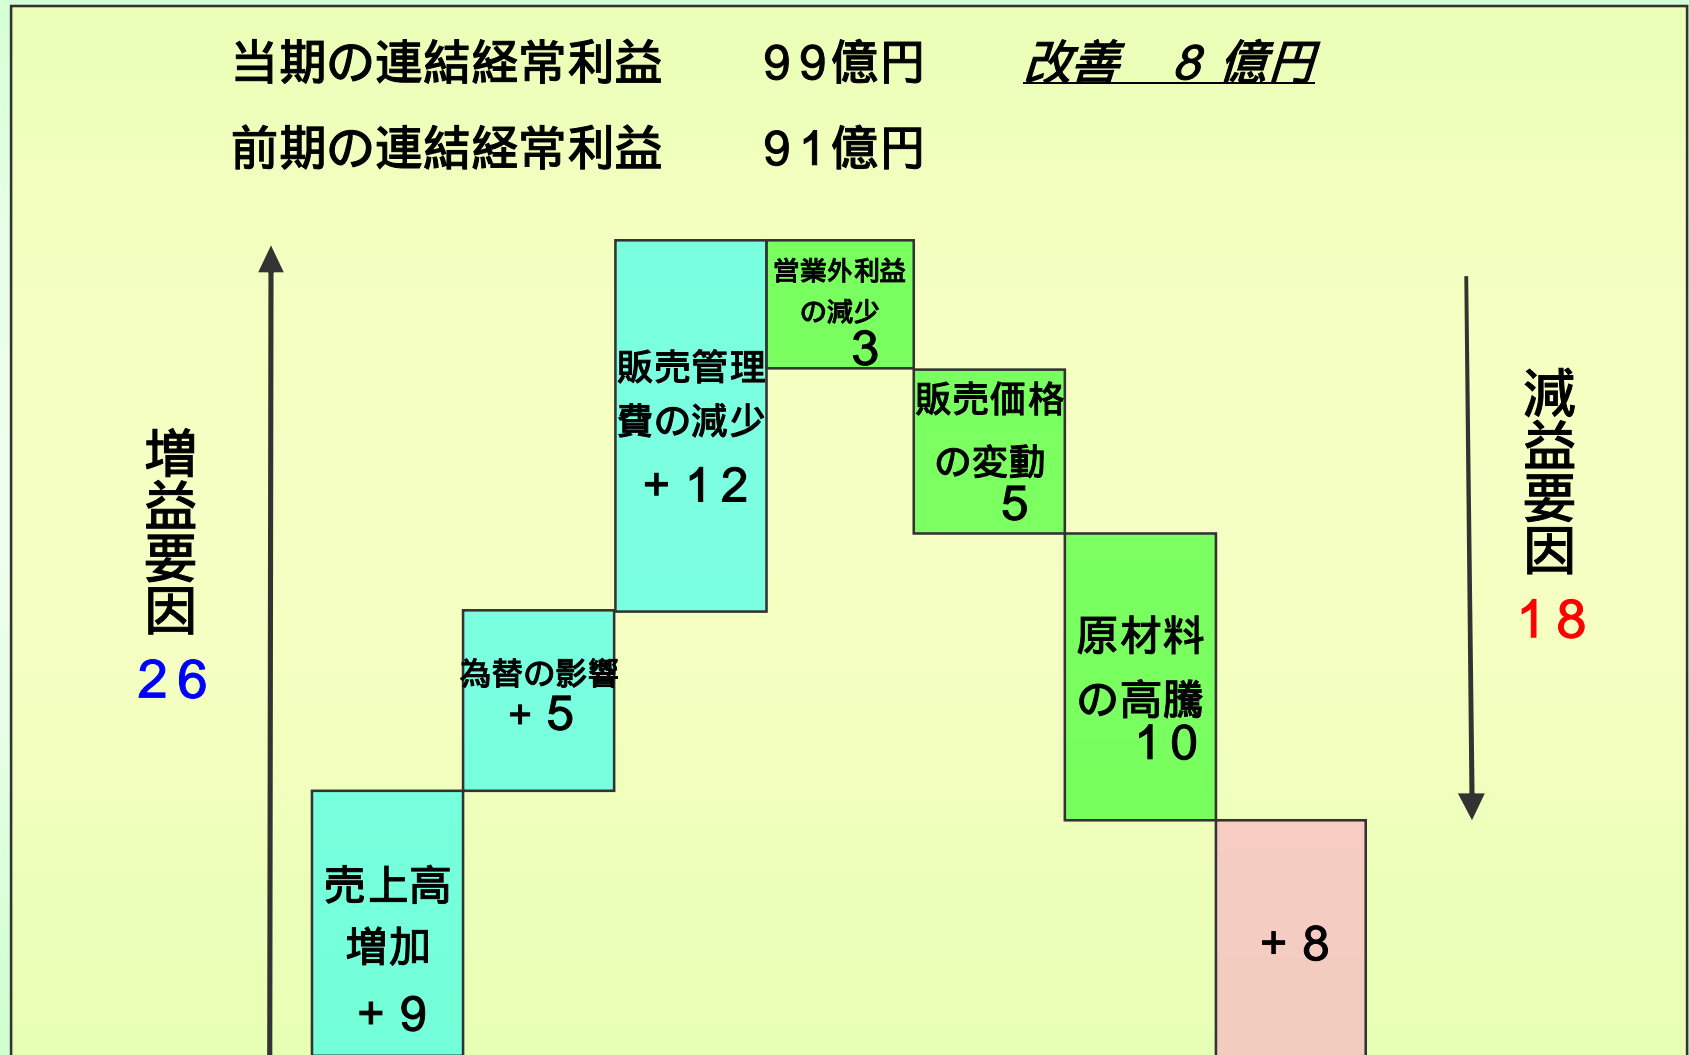 当期の連結経常利益　　99億円　　改善　8億円
前期の連結経常利益　　91億円
増益要因
26
売上高
増加
+9
為替の影響
+5
販売管理
費の減少
+12
営業外利益
の減少
3
販売価格
の変動
5
原材料
の高騰
10
+8
減益要因
18